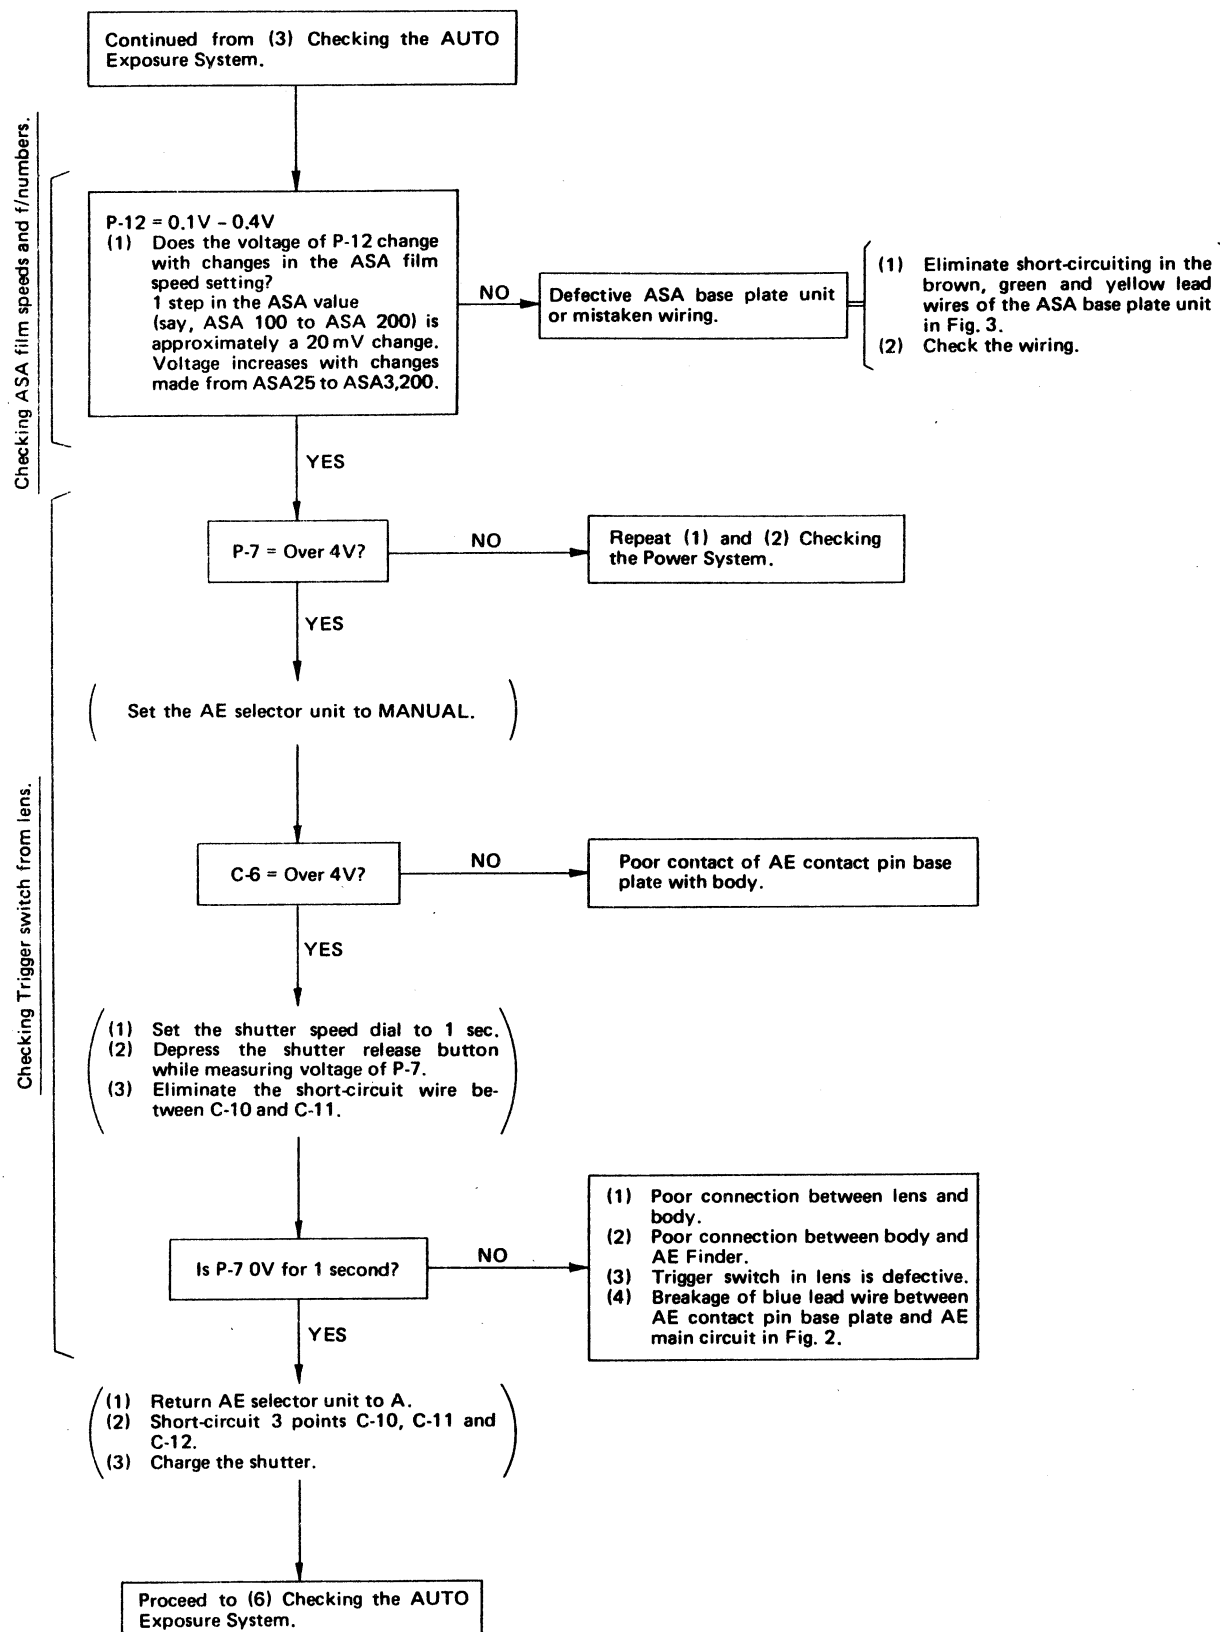 Continued from (3) Checking the AUTO
Exposure System.
Checking ASA film speeds and f/numbers.
P-12 = 0.1V – 0.4V
(1) Does the voltage of P-12 change
with changes in the ASA film
speed setting?
1 step in the ASA value
(say, ASA 100 to ASA 200) is
approximately a 20 mV change.
Voltage increases with changes
made from ASA25 to ASA3,200.
NO
Defective ASA base plate unit
or mistaken wiring.
(1) Eliminate short-circuiting in the
brown, green and yellow lead
wires of the ASA base plate unit
in Fig. 3.
(2) Check the wiring.
YES
Checking Trigger switch from lens.
P-7 = Over 4V?
NO
Repeat (1) and (2) Checking
the Power System.
YES
Set the AE selector unit to MANUAL.
C-6 = Over 4V?
NO
Poor contact of AE contact pin base
plate with body.
YES
(1) Set the shutter speed dial to 1 sec.
(2) Depress the shutter release button
while measuring voltage of P-7.
(3) Eliminate the short-circuit wire be-
tween C-10 and C-11.
Is P-7 0V for 1 second?
NO
(1) Poor connection between lens and
body.
(2) Poor connection between body and
AE Finder.
(3) Trigger switch in lens is defective.
(4) Breakage of blue lead wire between
AE contact pin base plate and AE
main circuit in Fig. 2.
YES
(1) Return AE selector unit to A.
(2) Short-circuit 3 points C-10, C-11 and
C-12.
(3) Charge the shutter.
Proceed to (6) Checking the AUTO
Exposure System.